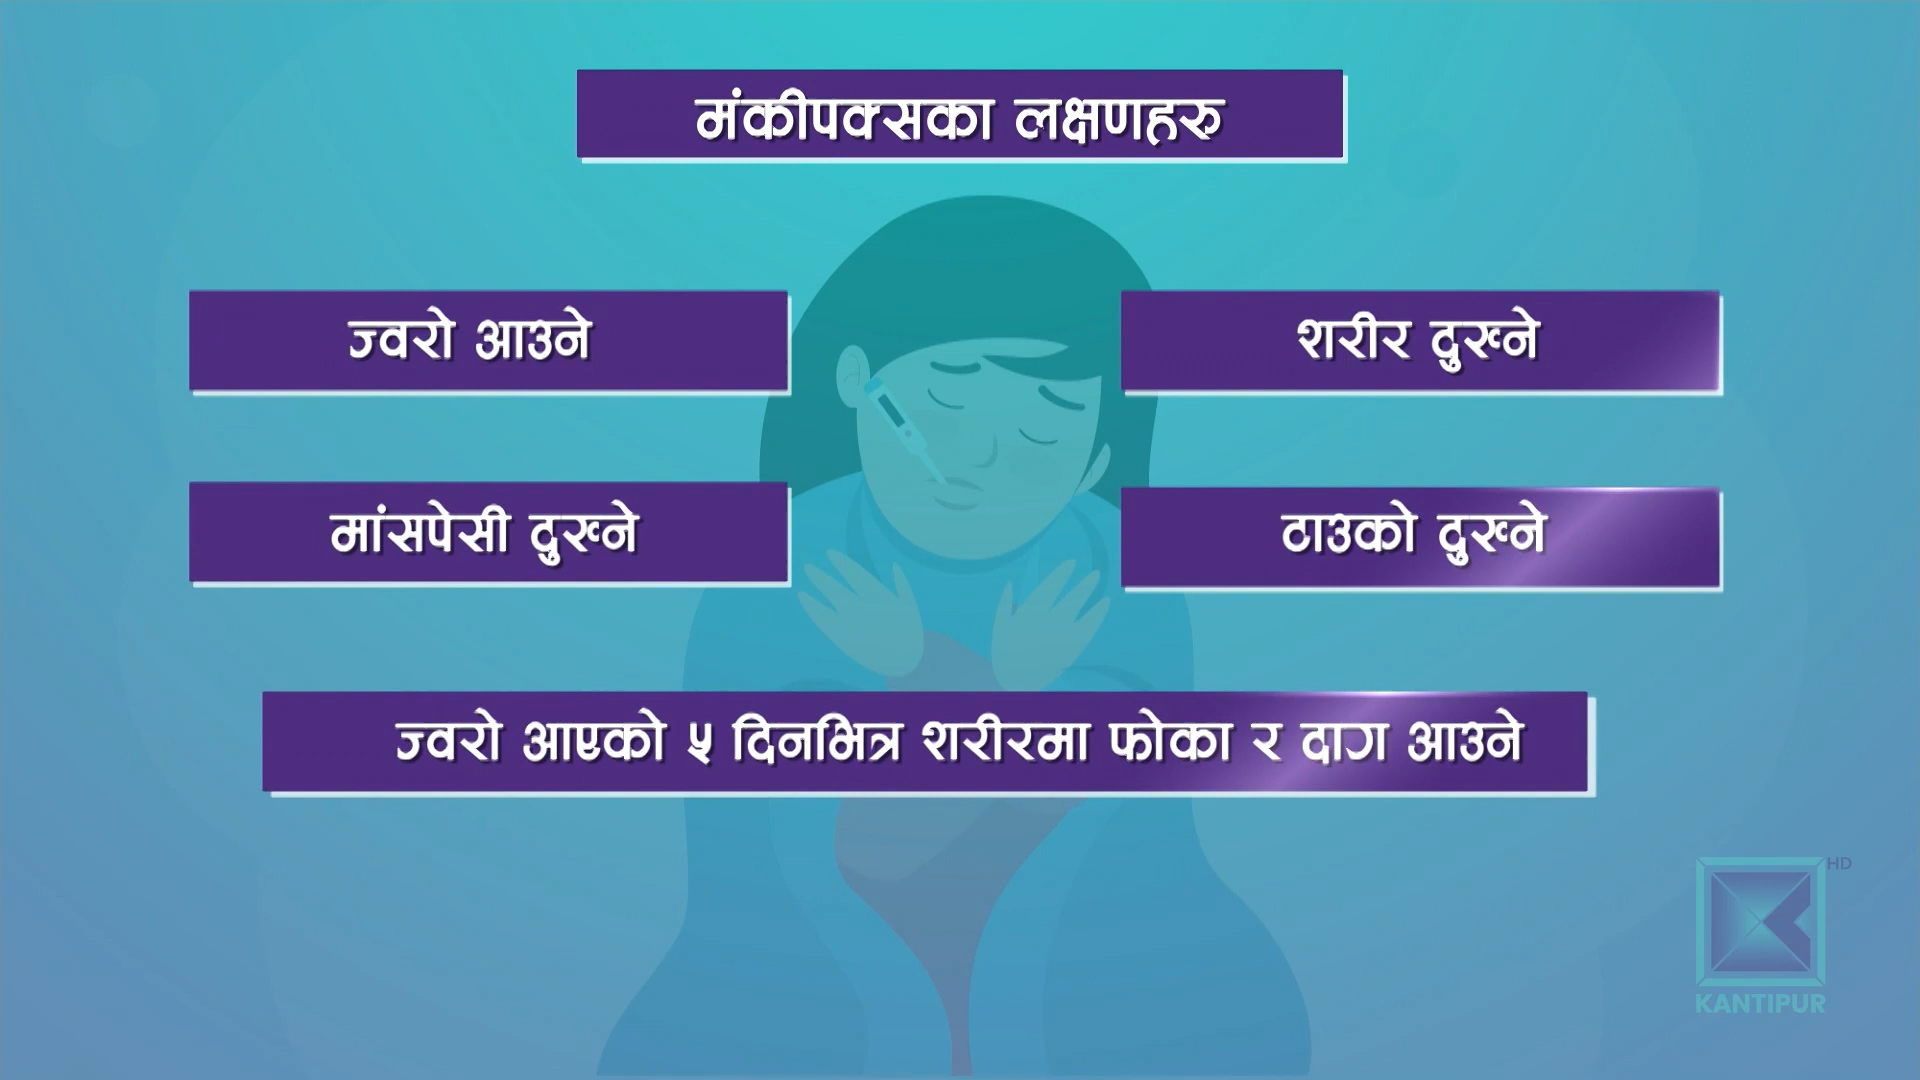 मंकीपक्सका लक्षणहरु
ज्वरो आउने
शरीर दुख्ने
मांसपेसी दुख्ने
ठाउको दुख्ने
ज्वरो आएको ५ दिनभित्र शरीरमा फोका र दाग आउने
HD
KANTIPUR